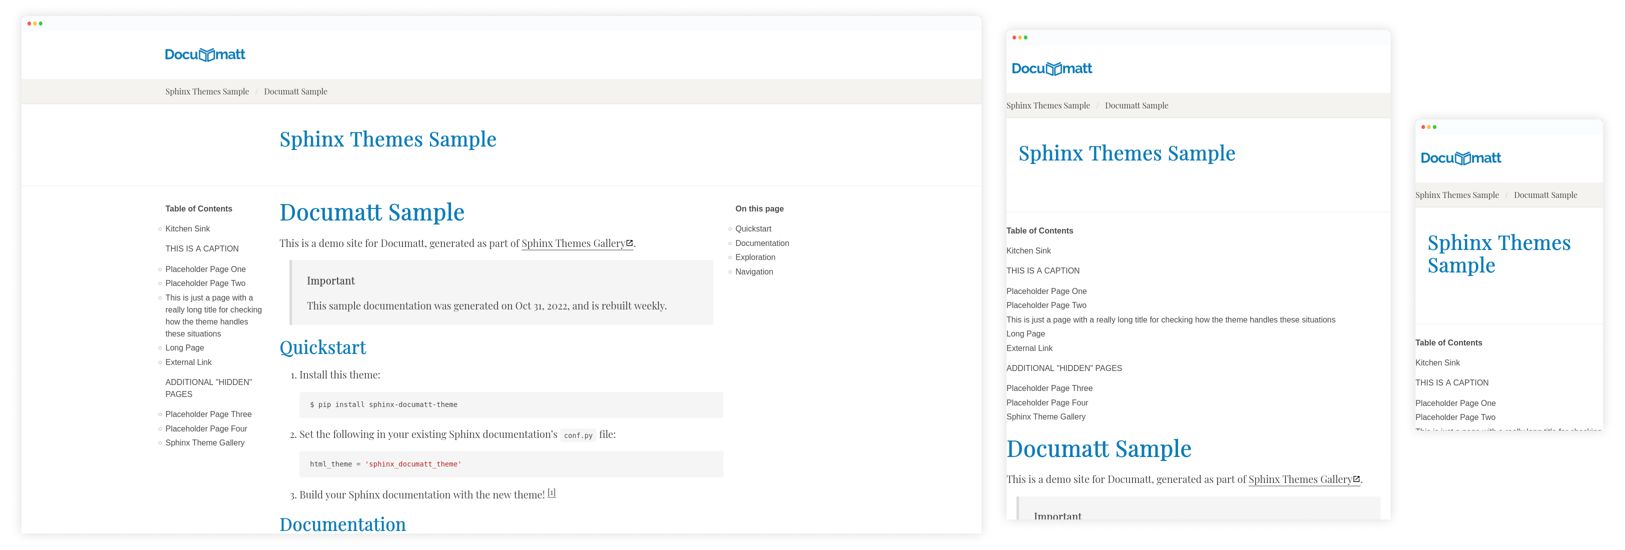 Documatt
Sphinx Themes Sample / Documatt Sample
Sphinx Themes Sample
Table of Contents
Kitchen Sink
THIS IS A CAPTION
Placeholder Page One
Placeholder Page Two
This is just a page with a
really long title for checking
how the theme handles
these situations
Long Page
External Link
ADDITIONAL "HIDDEN"
PAGES
Placeholder Page Three
Placeholder Page Four
Sphinx Theme Gallery
Documatt Sample
This is a demo site for Documatt, generated as part of Sphinx Themes Gallery.
Important
This sample documentation was generated on Oct 31, 2022, and is rebuilt weekly.
Quickstart
1. Install this theme:
$ pip install sphinx-documatt-theme
2. Set the following in your existing Sphinx documentation's conf.py file:
html_theme = 'sphinx_documatt_theme'
3. Build your Sphinx documentation with the new theme! [1]
Documentation
On this page
Quickstart
Documentation
Exploration
Navigation
Documatt
Sphinx Themes Sample / Documatt Sample
Sphinx Themes Sample
Table of Contents
Kitchen Sink
THIS IS A CAPTION
Placeholder Page One
Placeholder Page Two
This is just a page with a really long title for checking how the theme handles these situations
Long Page
External Link
ADDITIONAL "HIDDEN" PAGES
Placeholder Page Three
Placeholder Page Four
Sphinx Theme Gallery
Documatt Sample
This is a demo site for Documatt, generated as part of Sphinx Themes Gallery.
Important
Documatt
Sphinx Themes Sample / Documatt Sample
Sphinx Themes
Sample
Table of Contents
Kitchen Sink
THIS IS A CAPTION
Placeholder Page One
Placeholder Page Two
This is just a page with a really long title for checking